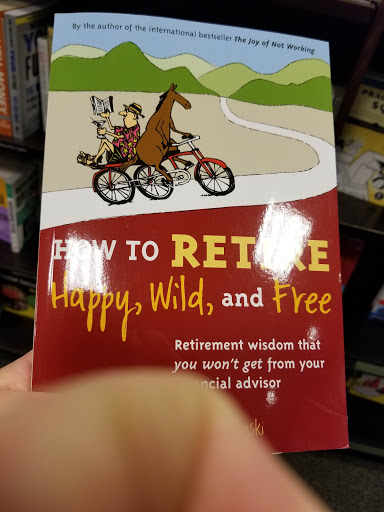 By the author of the international bestseller The Joy of Not Working
HOW TO RETIRE
Happy, Wild, and Free
Retirement wisdom that
you won't get from your
financial advisor